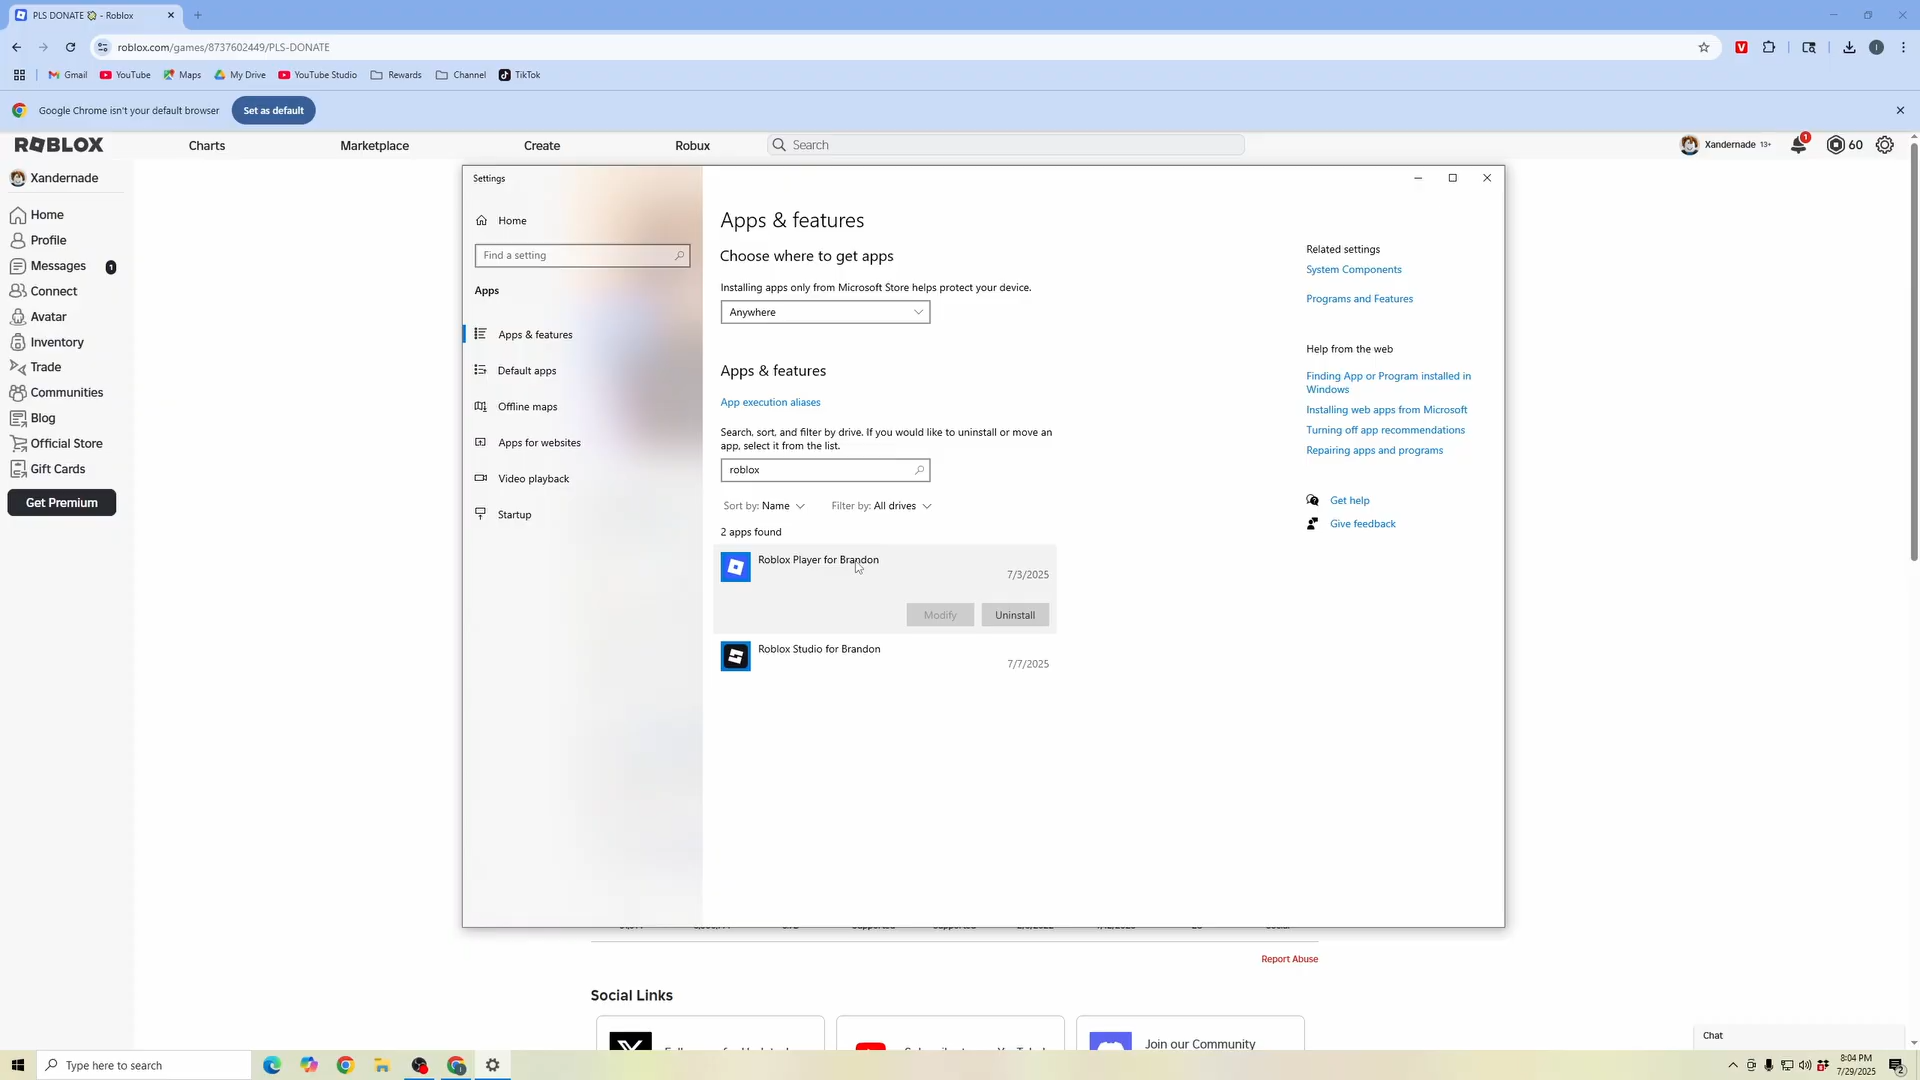 PLS DONATE - Roblox
roblox.com/games/8737602449/PLS-DONATE
Gmail
YouTube
Maps
My Drive
YouTube Studio
Rewards
Channel
TikTok
Google Chrome isn't your default browser
Set as default
ROBLOX
Charts
Marketplace
Create
Robux
Search
Xandernade 13+
1
60
Xandernade
Home
Profile
Messages
1
Connect
Avatar
Inventory
Trade
Communities
Blog
Official Store
Gift Cards
Get Premium
Settings
Home
Find a setting
Apps
Apps & features
Default apps
Offline maps
Apps for websites
Video playback
Startup
Apps & features
Choose where to get apps
Installing apps only from Microsoft Store helps protect your device.
Anywhere
Apps & features
App execution aliases
Search, sort, and filter by drive. If you would like to uninstall or move an
app, select it from the list.
roblox
Sort by: Name
Filter by: All drives
2 apps found
Roblox Player for Brandon
7/3/2025
Modify
Uninstall
Roblox Studio for Brandon
7/7/2025
Related settings
System Components
Programs and Features
Help from the web
Finding App or Program installed in
Windows
Installing web apps from Microsoft
Turning off app recommendations
Repairing apps and programs
Get help
Give feedback
Report Abuse
Social Links
Join our Community
Chat
Type here to search
8:04 PM
7/29/2025
2